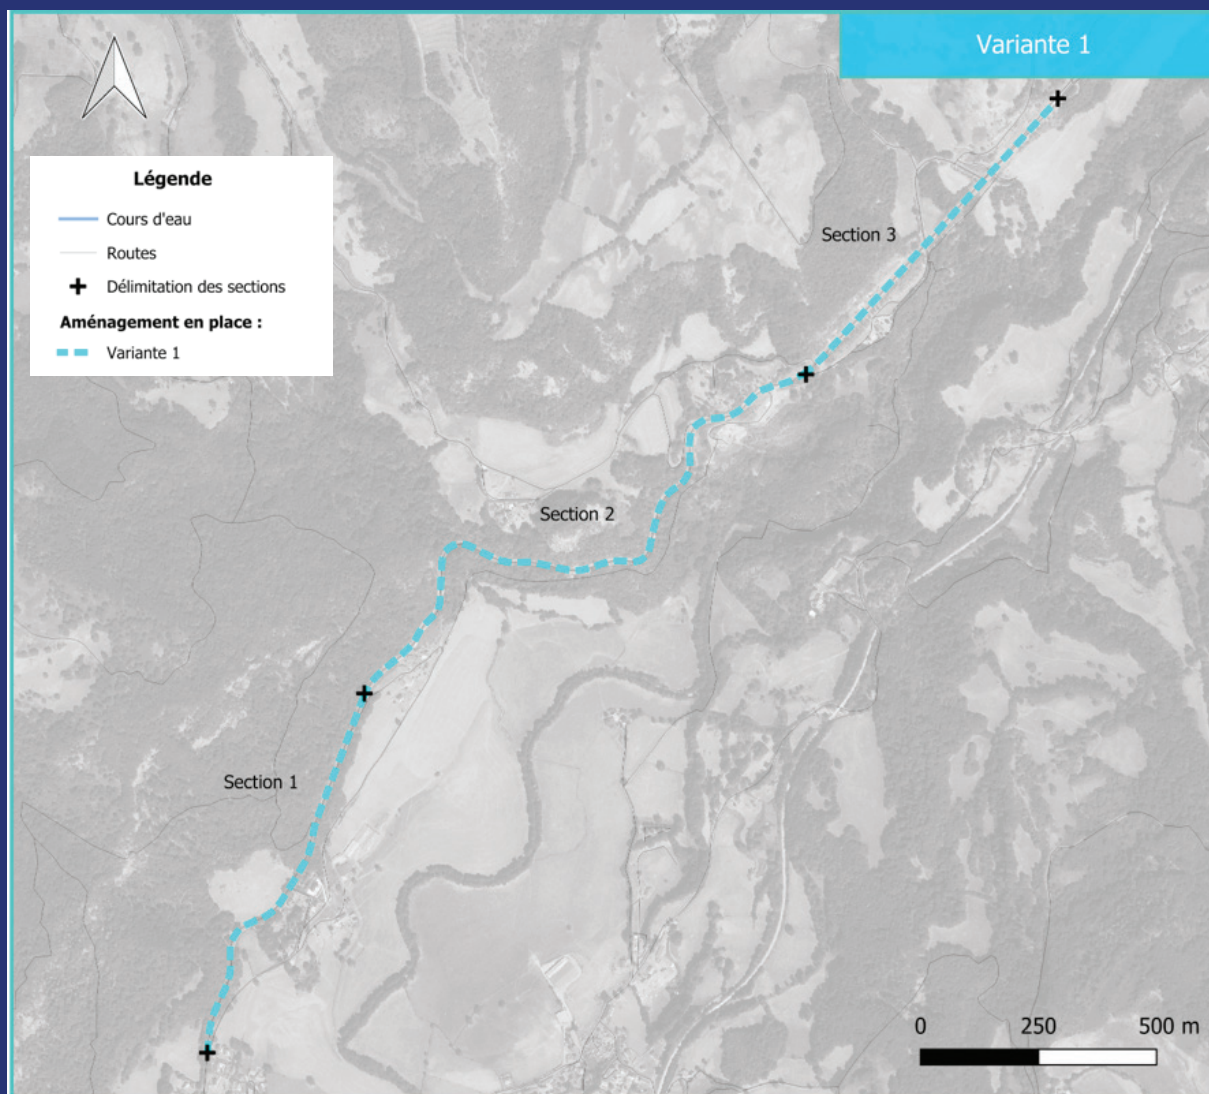 Variante 1
Légende
Cours d'eau
Routes
Délimitation des sections
Aménagement en place :
Variante 1
Section 3
Section 2
Section 1
0 250 500 m